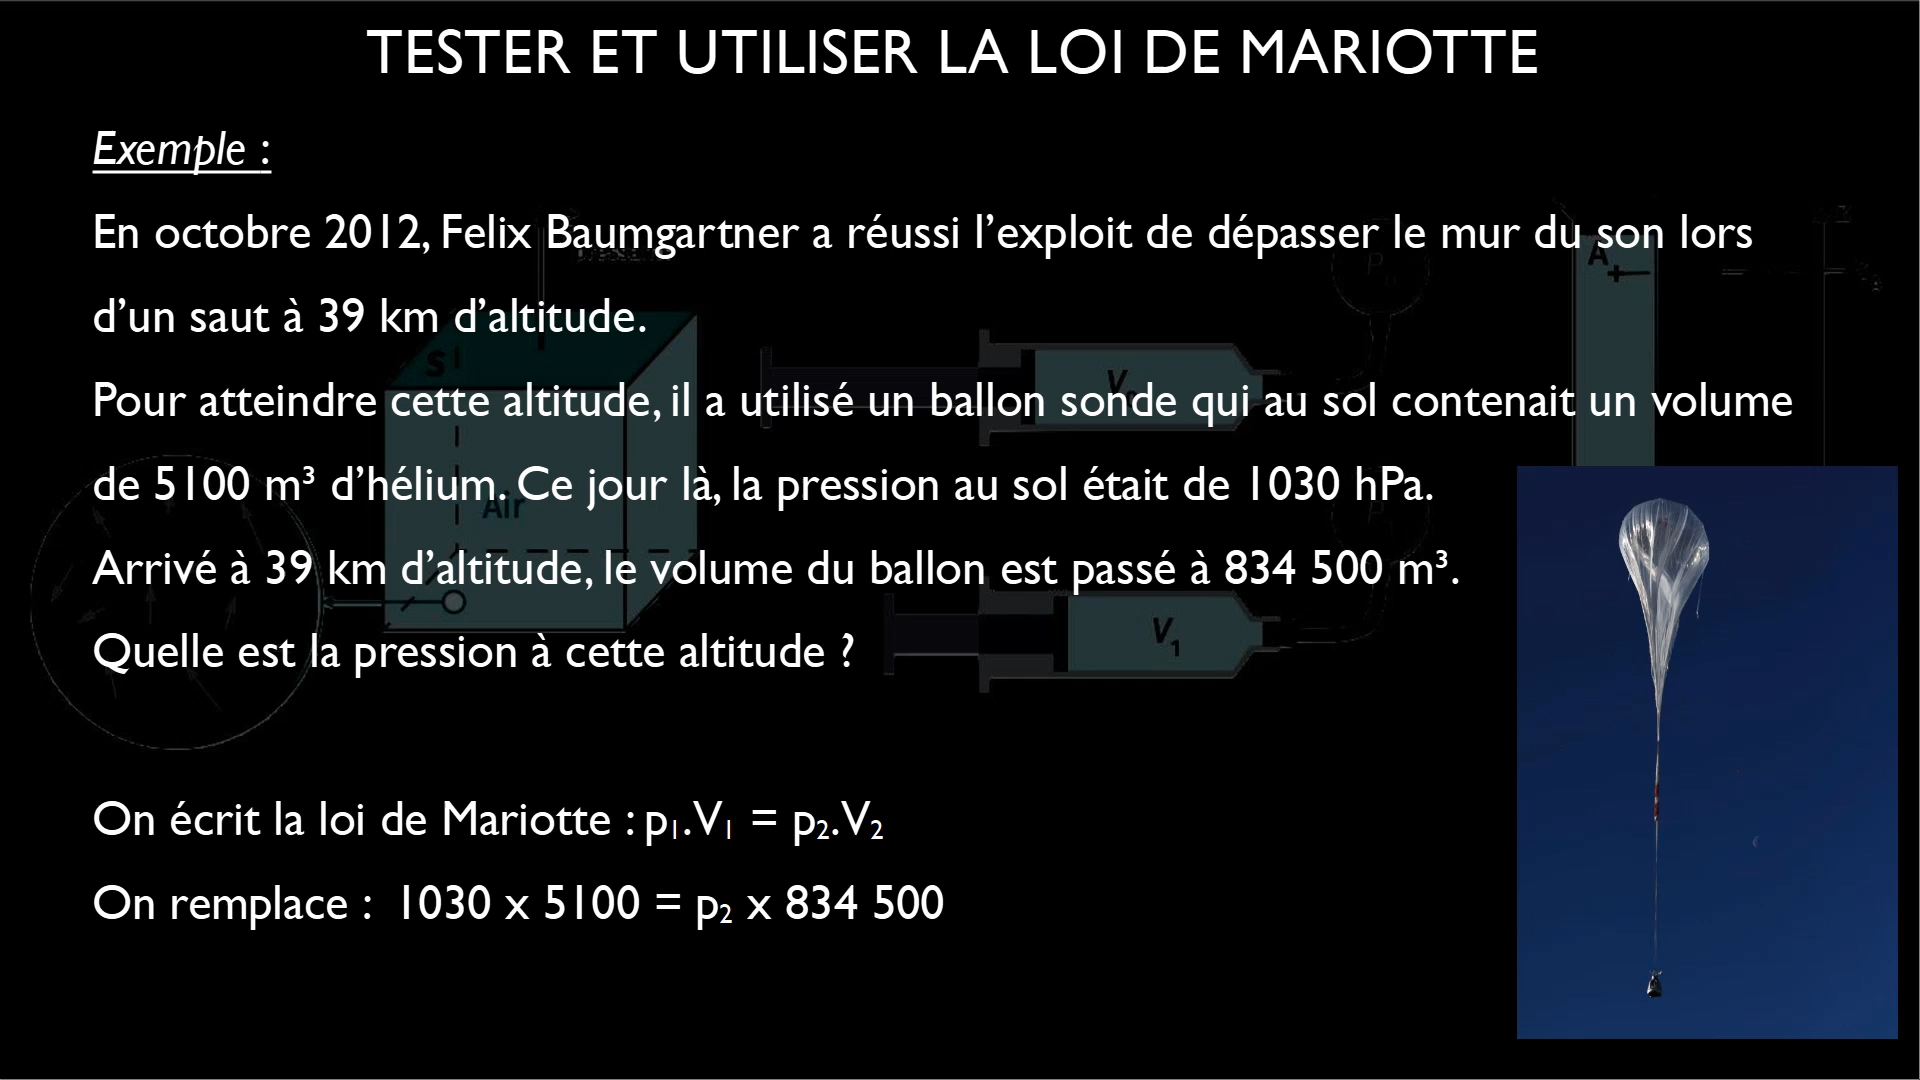 TESTER ET UTILISER LA LOI DE MARIOTTE
Exemple :
En octobre 2012, Felix Baumgartner a réussi l’exploit de dépasser le mur du son lors
d’un saut à 39 km d’altitude.
S
A
Pour atteindre cette altitude, il a utilisé un ballon sonde qui au sol contenait un volume
de 5100 m³ d’hélium. Ce jour là, la pression au sol était de 1030 hPa.
Air
Arrivé à 39 km d’altitude, le volume du ballon est passé à 834 500 m³.
Quelle est la pression à cette altitude ?
V₁
On écrit la loi de Mariotte : p₁.V₁ = p₂.V₂
On remplace : 1030 x 5100 = p₂ x 834 500